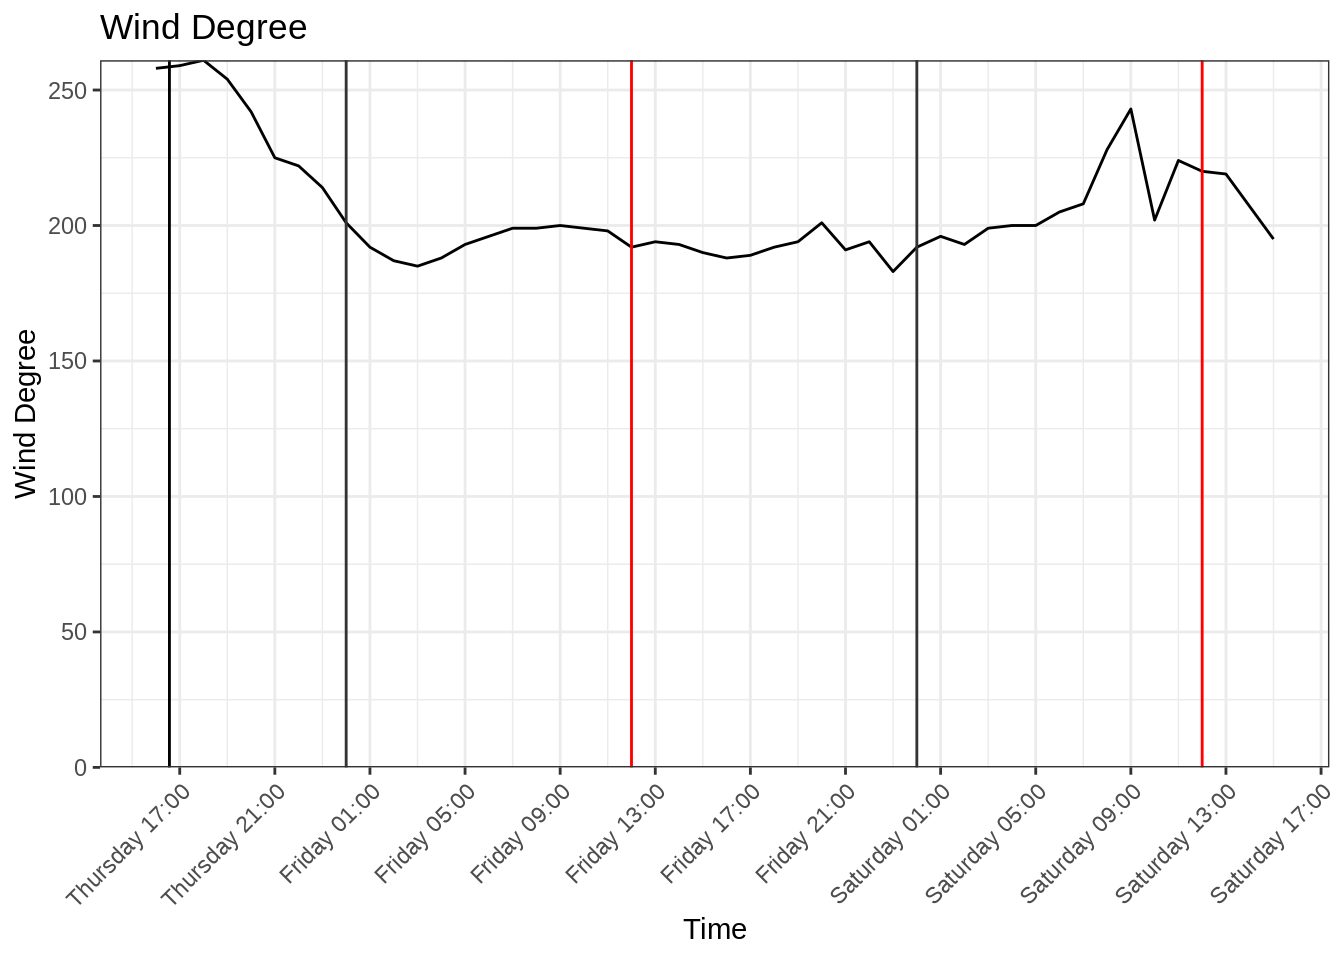 Wind Degree
Wind Degree
250
200
150
100
50
0
Thursday 17:00
Thursday 21:00
Friday 01:00
Friday 05:00
Friday 09:00
Friday 13:00
Friday 17:00
Friday 21:00
Saturday 01:00
Saturday 05:00
Saturday 09:00
Saturday 13:00
Saturday 17:00
Time